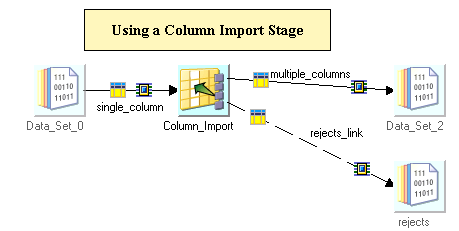 Using a Column Import Stage
multiple_columns
single_column
Data_Set_0
Column_Import
Data_Set_2
rejects_link
rejects
111
00110
11011
111
00110
11011
111
00110
11011